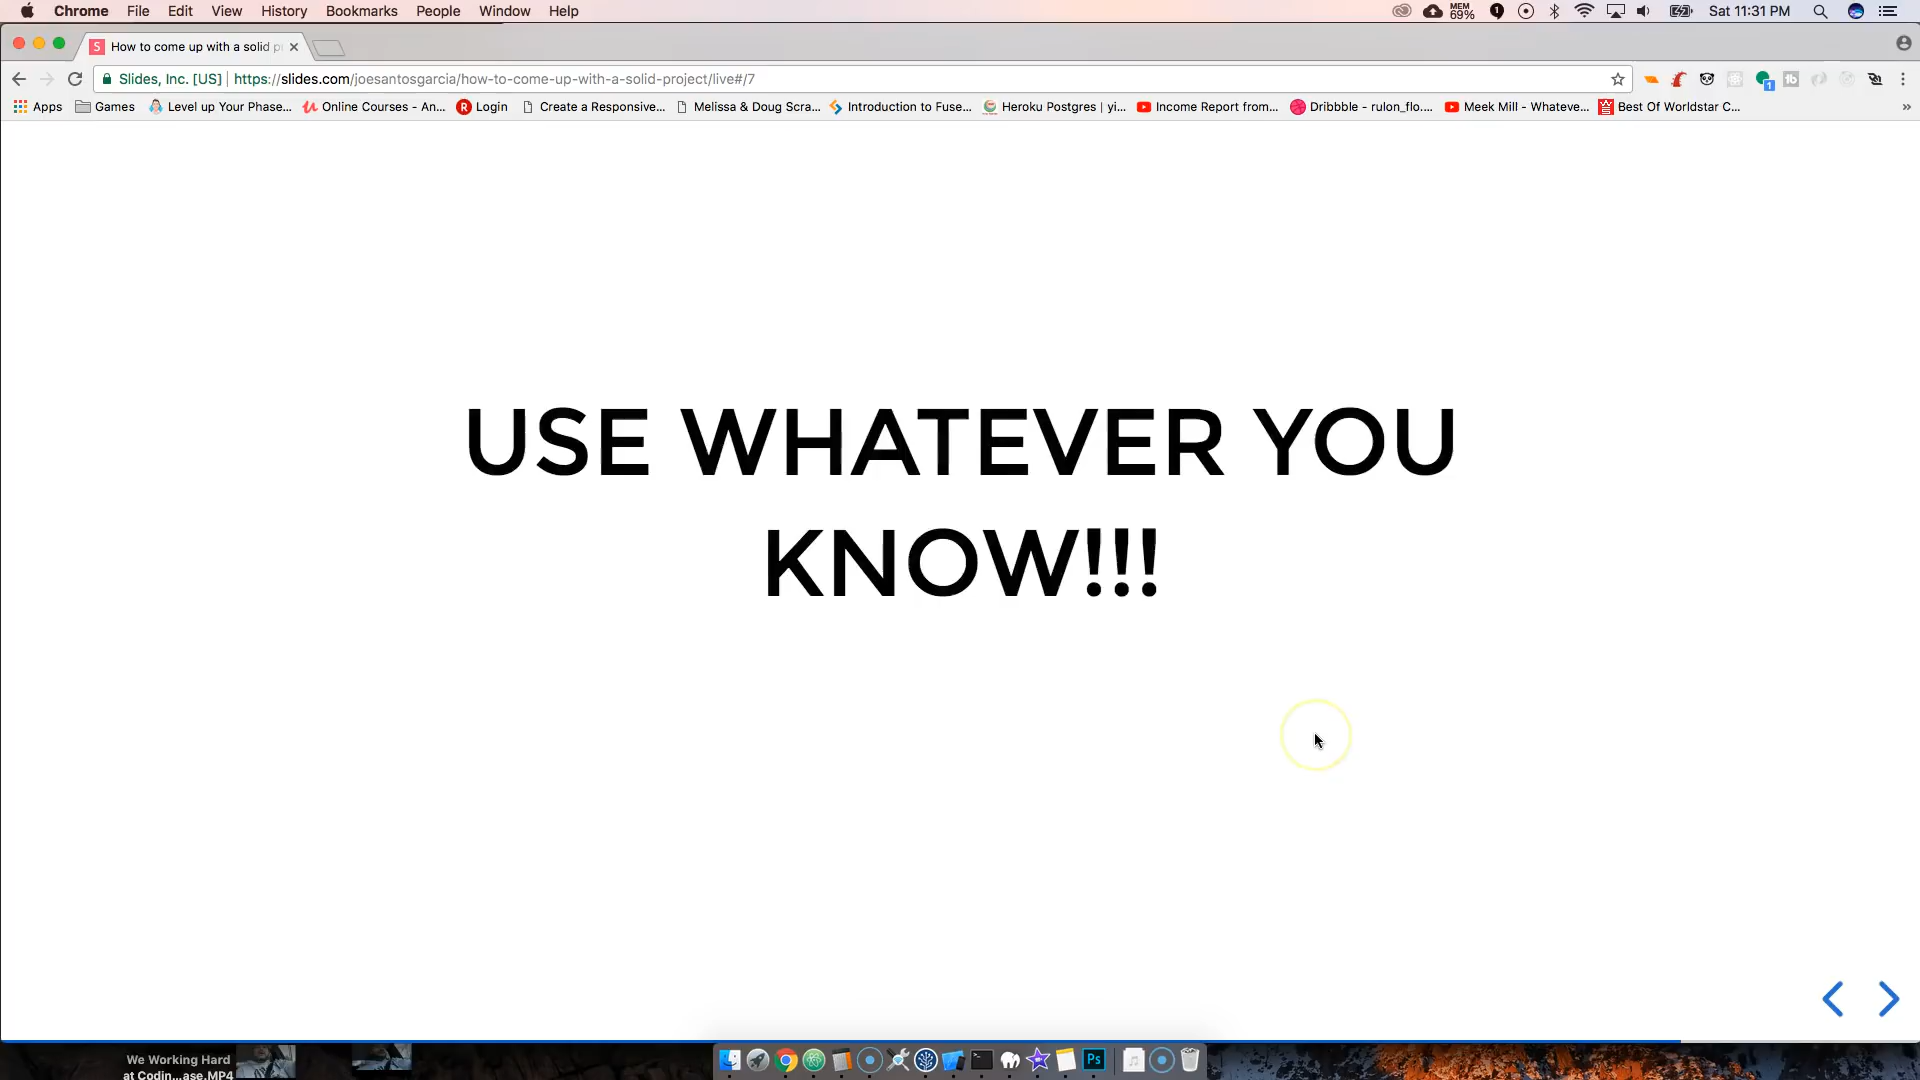 Chrome File Edit View History Bookmarks People Window Help MEM 69% Sat 11:31 PM
How to come up with a solid p
Slides, Inc. [US] | https://slides.com/joesantosgarcia/how-to-come-up-with-a-solid-project/live#/7
Apps Games Level up Your Phase... Online Courses - An... Login Create a Responsive... Melissa & Doug Scra... Introduction to Fuse... Heroku Postgres | yi... Income Report from... Dribbble - rulon_flo.... Meek Mill - Whateve... Best Of Worldstar C... »
USE WHATEVER YOU
KNOW!!!
We Working Hard
at Codin...ase.MP4
Ps